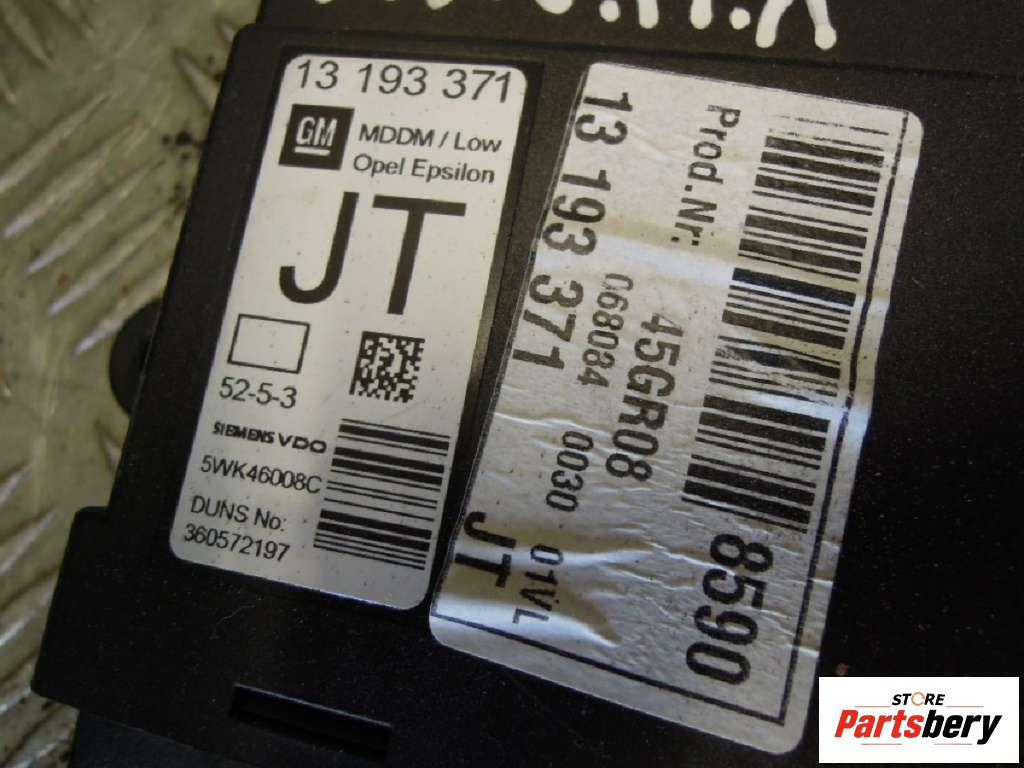 13 193 371
GM
MDDM / Low
Opel Epsilon
JT
52-5-3
SIEMENS VDO
5WK46008C
DUNS No:
360572197
Prod.Nr:
45GR08
8590
068084 0030 01VL
13 193 371
JT
STORE
Partsbery